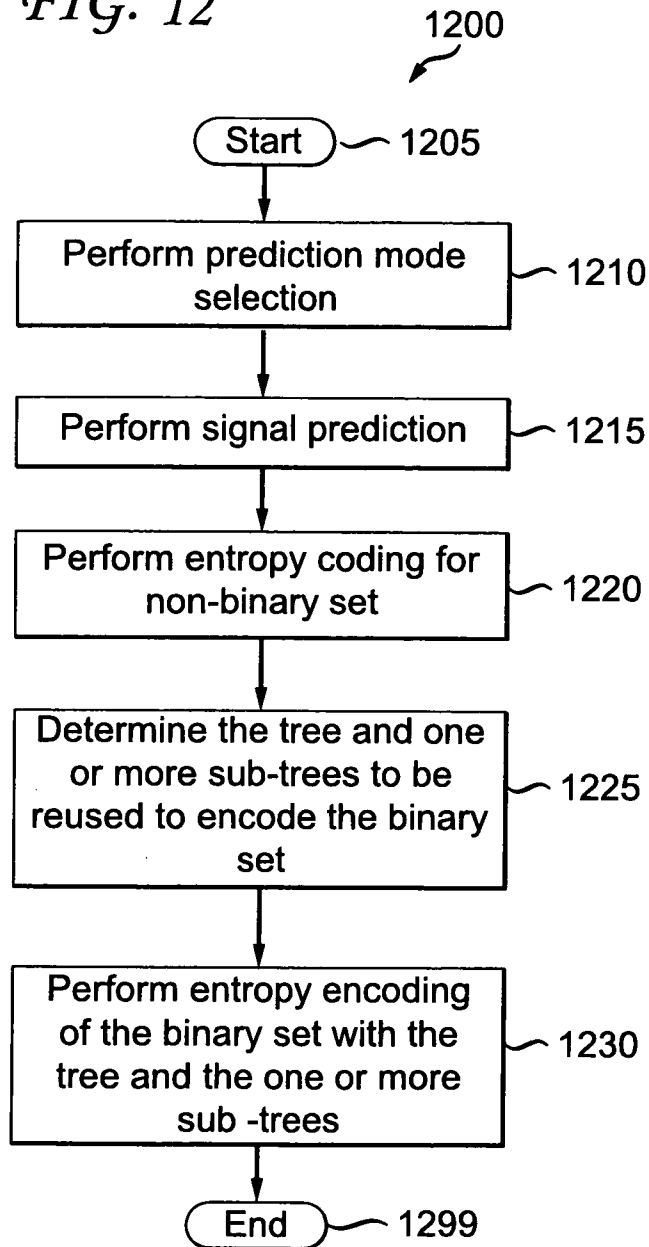 FIG. 12
1200
Start
1205
Perform prediction mode
selection
1210
Perform signal prediction
1215
Perform entropy coding for
non-binary set
1220
Determine the tree and one
or more sub-trees to be
reused to encode the binary
set
1225
Perform entropy encoding
of the binary set with the
tree and the one or more
sub -trees
1230
End
1299